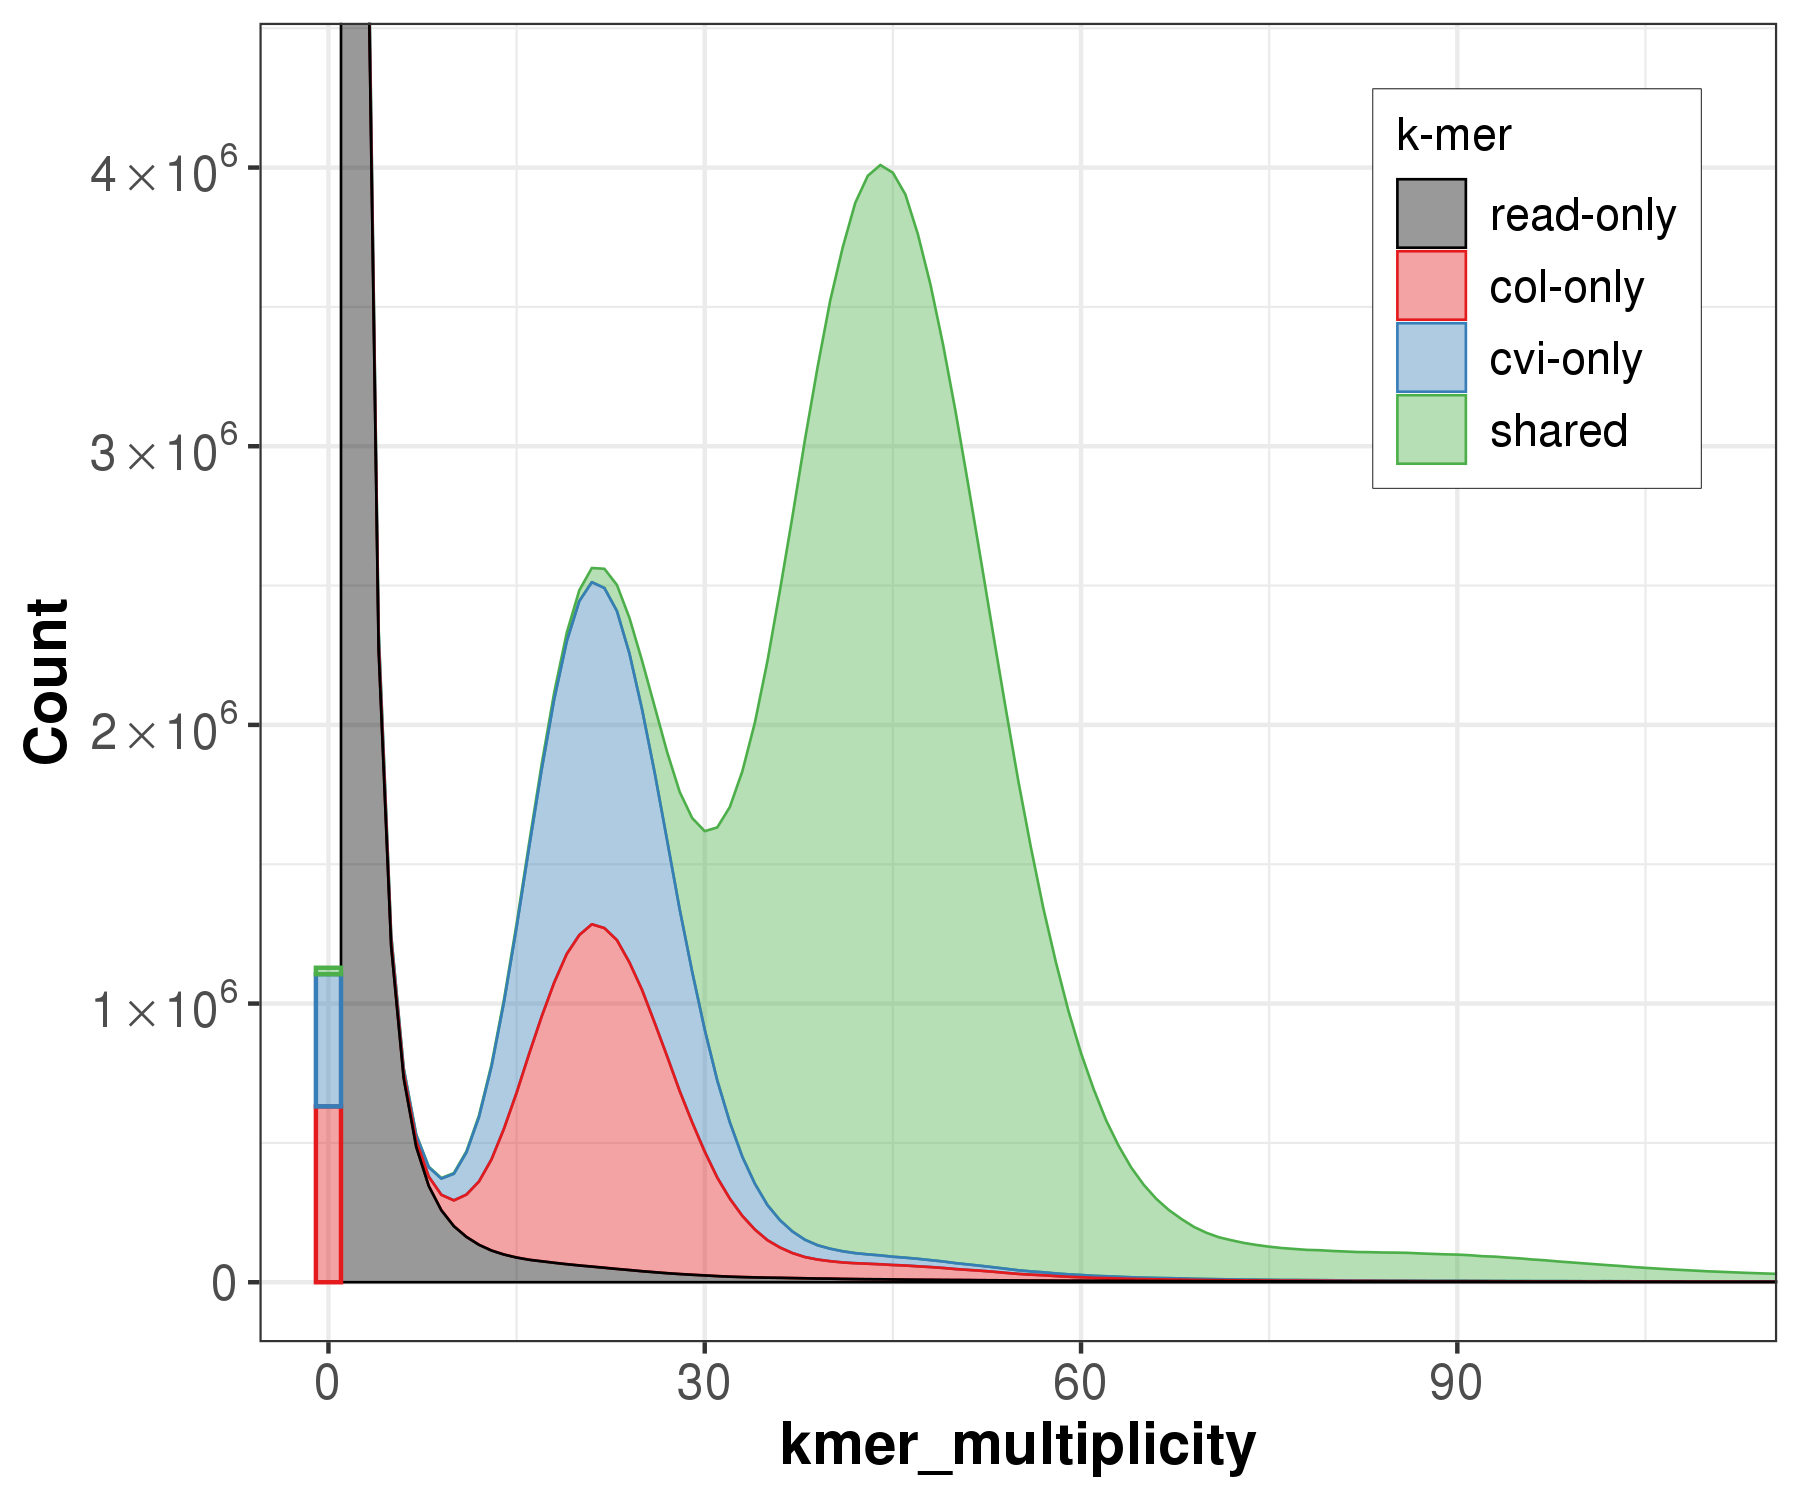 k-mer
read-only
col-only
cvi-only
shared
Count
4×10⁶
3×10⁶
2×10⁶
1×10⁶
0
0 30 60 90
kmer_multiplicity